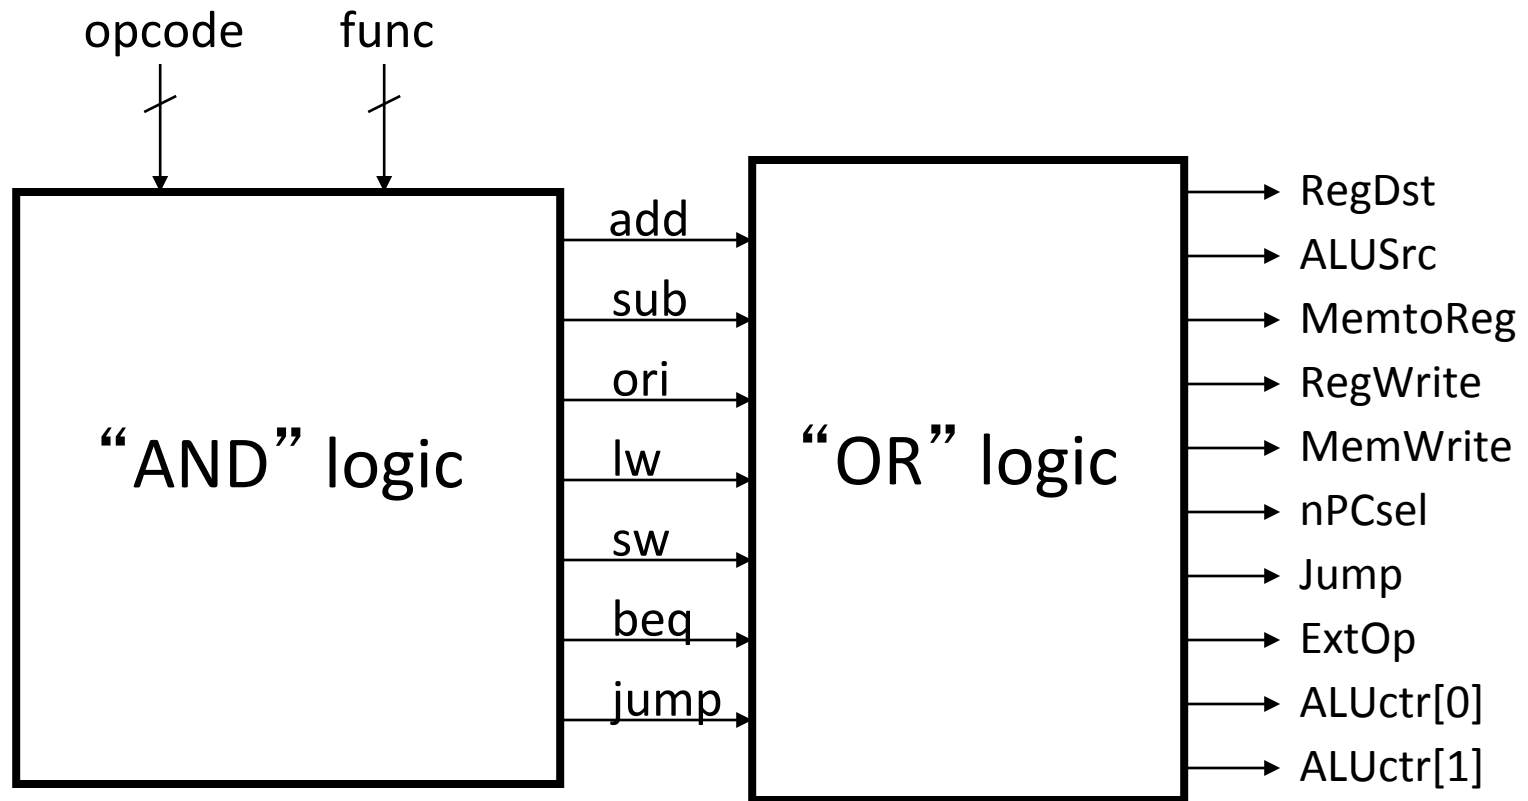 opcode func
add
sub
ori
lw
sw
beq
jump
“AND” logic
“OR” logic
RegDst
ALUSrc
MemtoReg
RegWrite
MemWrite
nPCsel
Jump
ExtOp
ALUctr[0]
ALUctr[1]